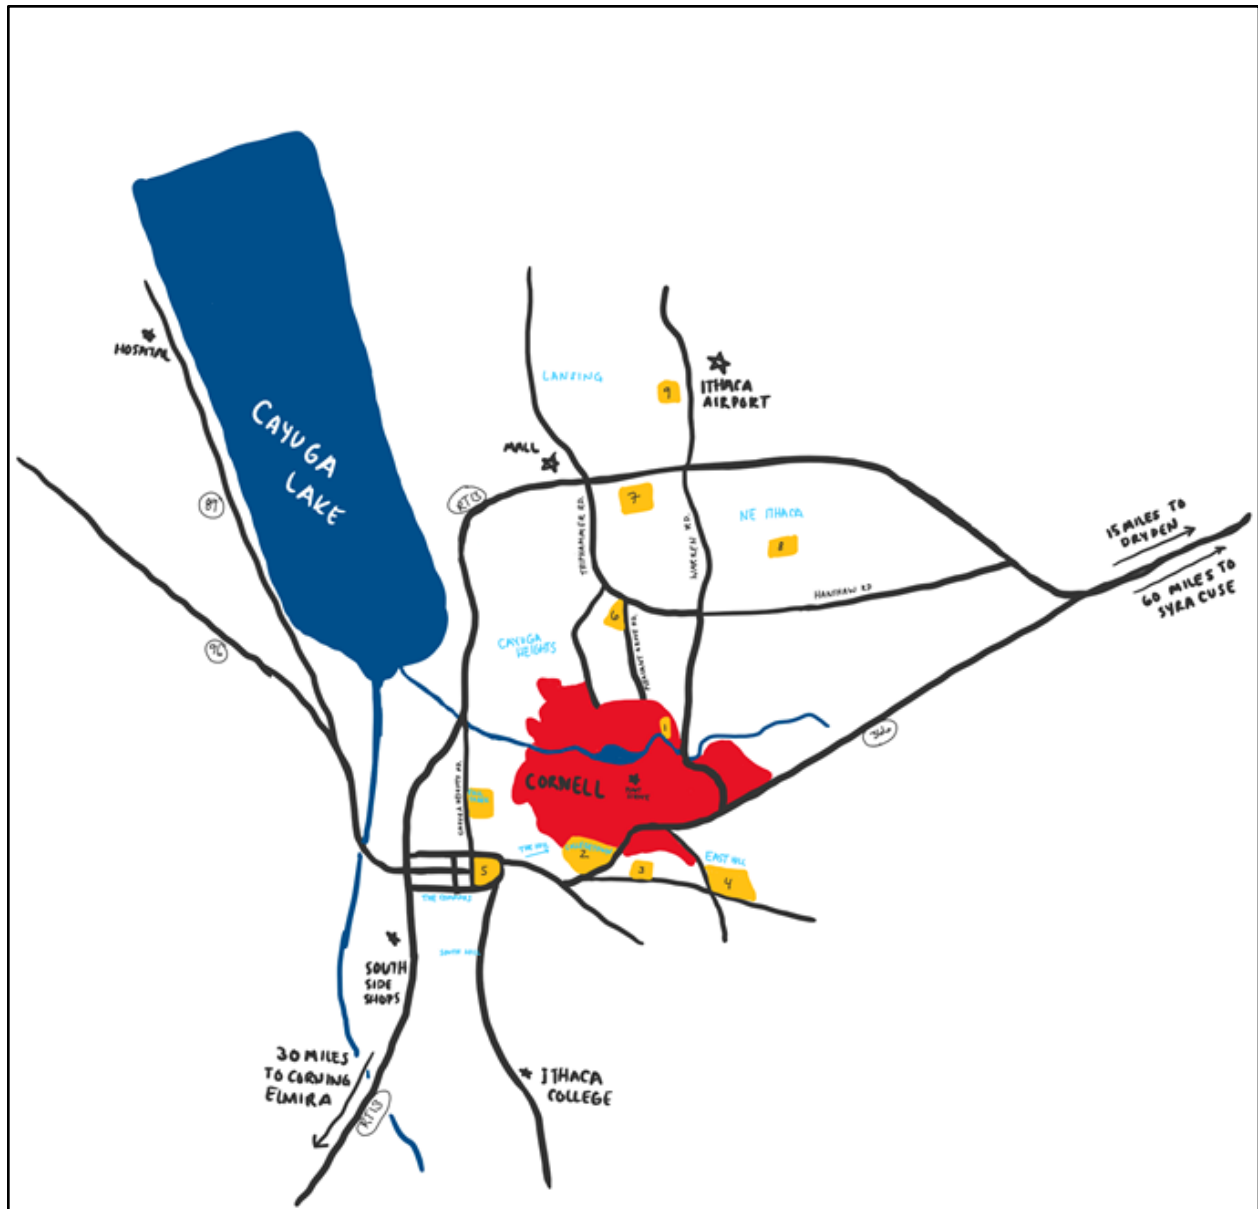 HOSPITAL
CAYUGA
LAKE
89
96
LANSING
9
ITHACA
AIRPORT
MALL
RT13
7
TRIPHAMMER RD.
WARREN RD.
NE ITHACA
8
HANSHAW RD
15 MILES TO
DRYDEN
60 MILES TO
SYRACUSE
6
PLEASANT GROVE RD.
CAYUGA
HEIGHTS
1
366
CORNELL
CAYUGA HEIGHTS RD.
2
3
EAST HILL
4
5
THE COMMONS
SOUTH HILL
SOUTH
SIDE
SHOPS
30 MILES
TO CORNING
ELMIRA
RT13
ITHACA
COLLEGE